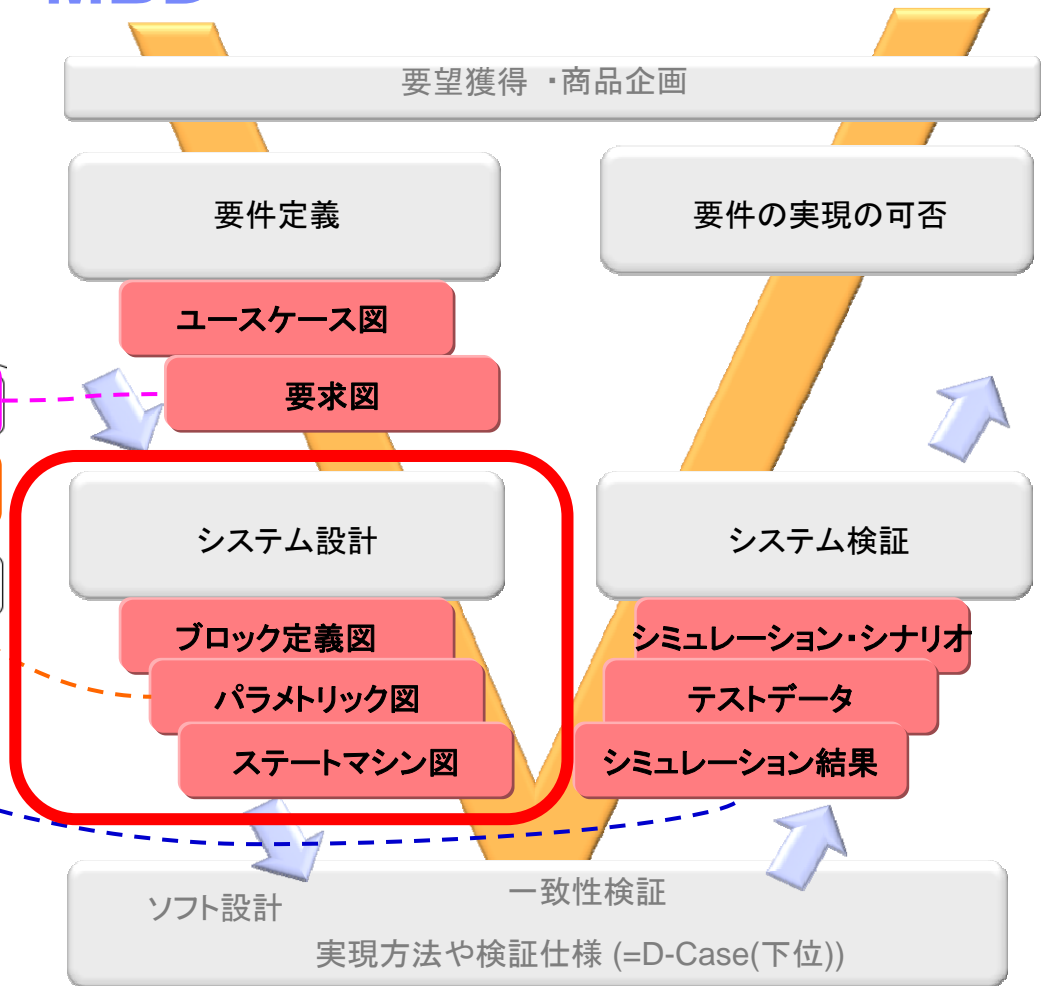 MBD
要望獲得 ・商品企画
要件定義
要件の実現の可否
ユースケース図
要求図
システム設計
システム検証
ブロック定義図
シミュレーション・シナリオ
パラメトリック図
テストデータ
ステートマシン図
シミュレーション結果
一致性検証
ソフト設計
実現方法や検証仕様 (=D-Case(下位))